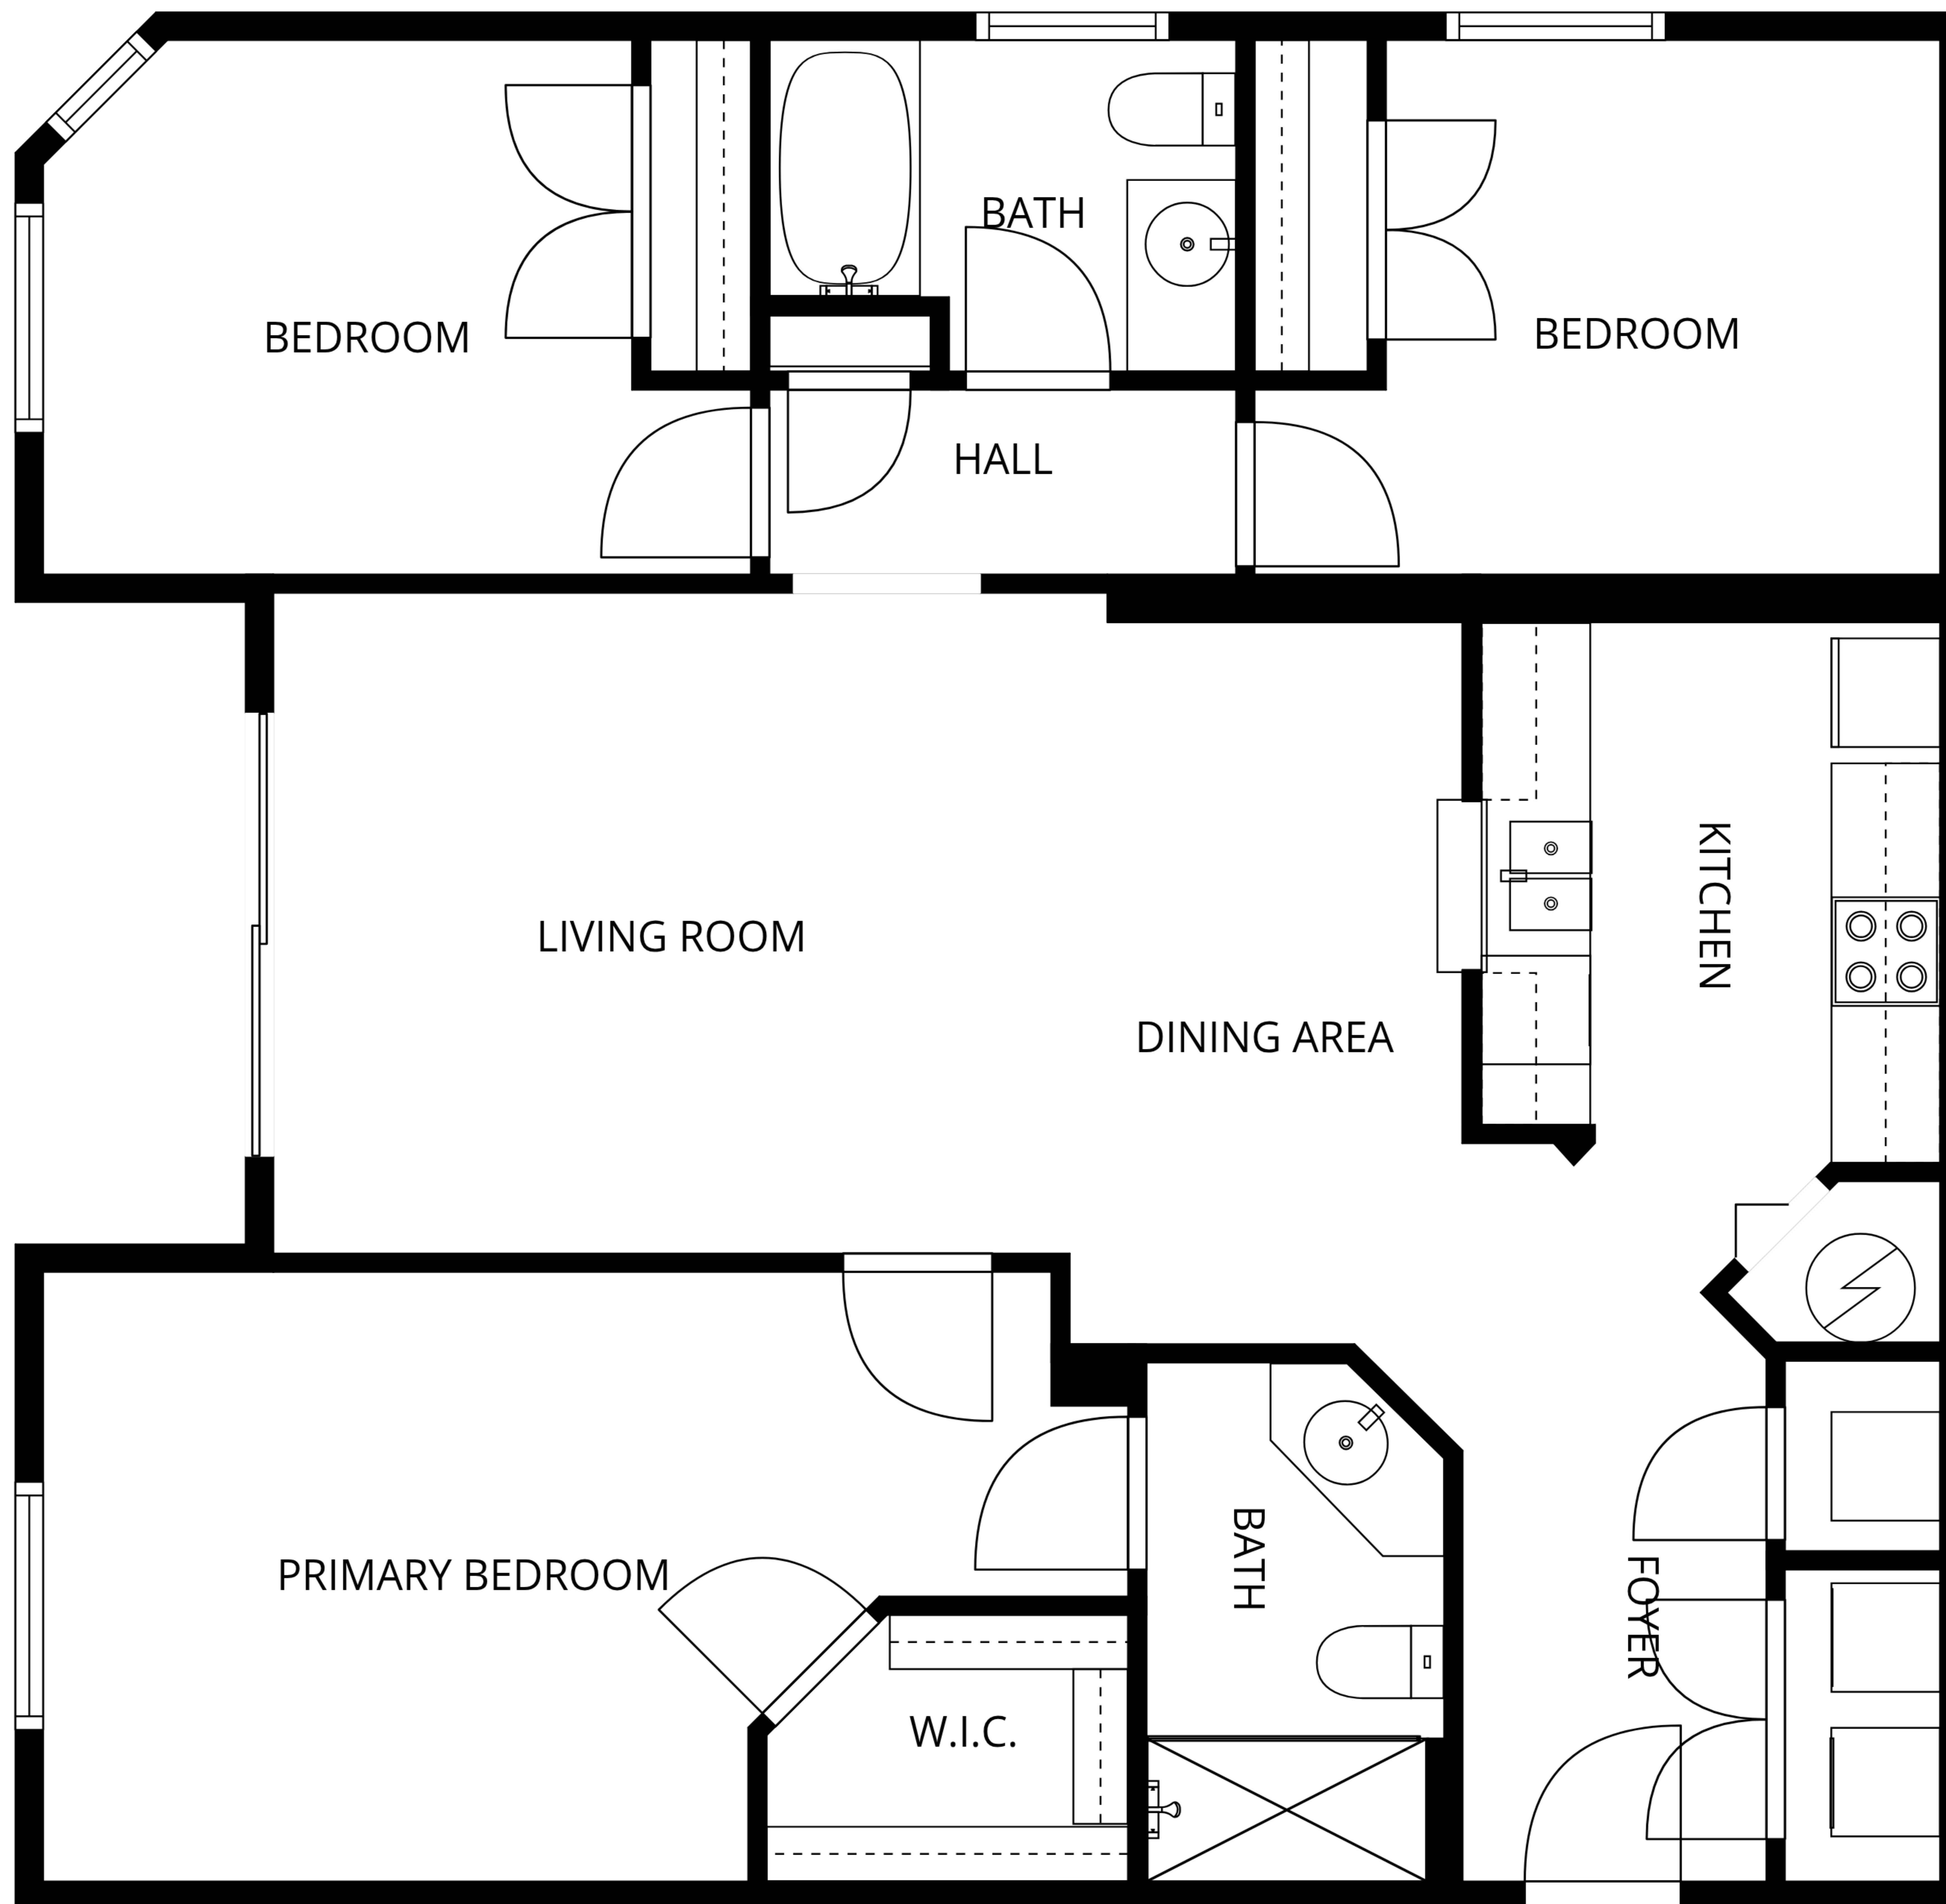 BATH
BEDROOM
BEDROOM
HALL
KITCHEN
LIVING ROOM
DINING AREA
PRIMARY BEDROOM
BATH
FOYER
W.I.C.